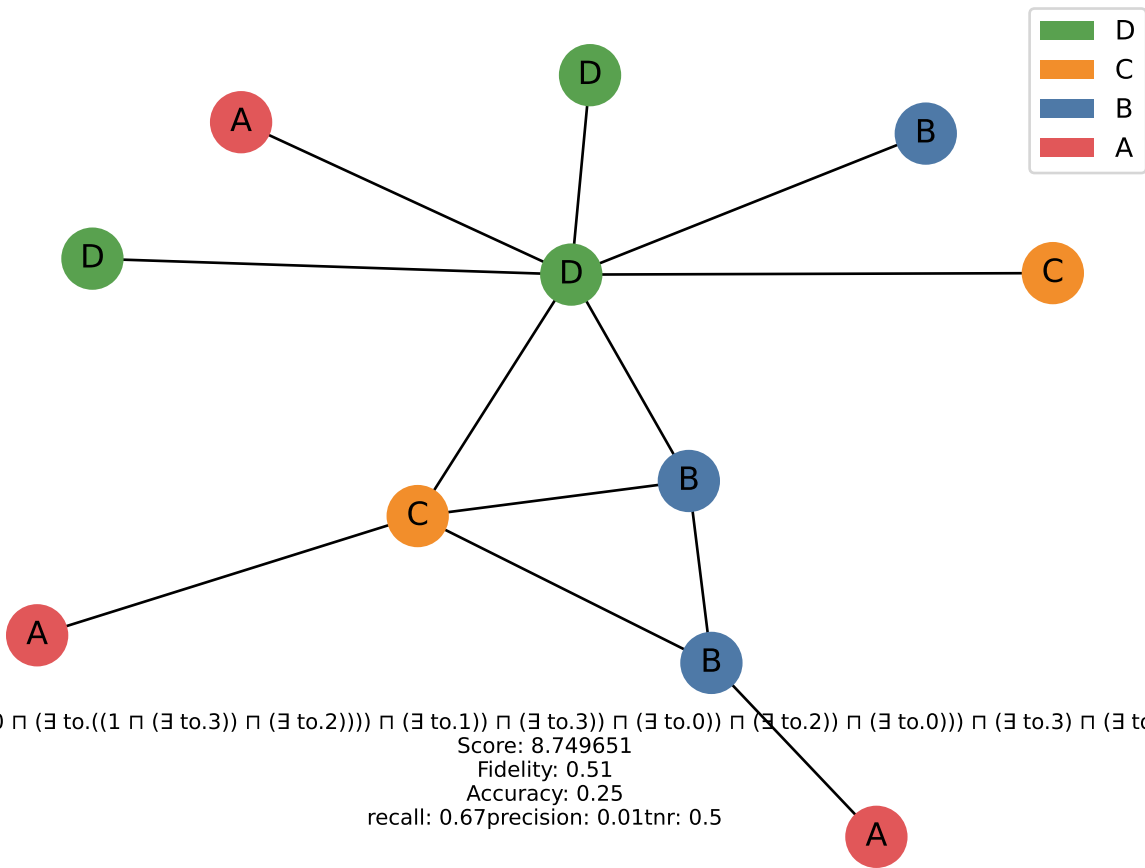 D
C
B
A
D
A
B
D
D
C
B
C
A
B
⊓ (∃ to.((1 ⊓ (∃ to.3)) ⊓ (∃ to.2)))) ⊓ (∃ to.1)) ⊓ (∃ to.3)) ⊓ (∃ to.0)) ⊓ (∃ to.2)) ⊓ (∃ to.0))) ⊓ (∃ to.3) ⊓ (∃
Score: 8.749651
Fidelity: 0.51
Accuracy: 0.25
recall: 0.67precision: 0.01tnr: 0.5
A